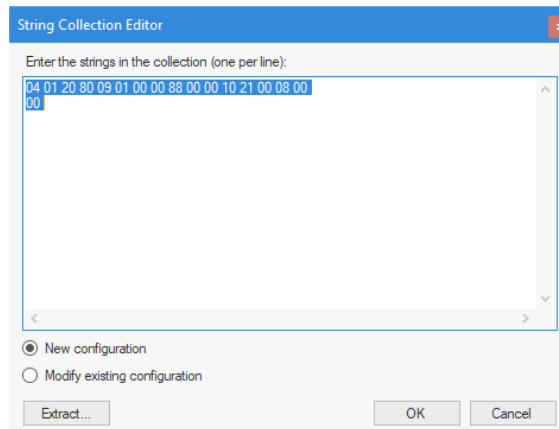 String Collection Editor
Enter the strings in the collection (one per line):
04 01 20 80 09 01 00 00 88 00 00 10 21 00 08 00
00
New configuration
Modify existing configuration
Extract...
OK
Cancel